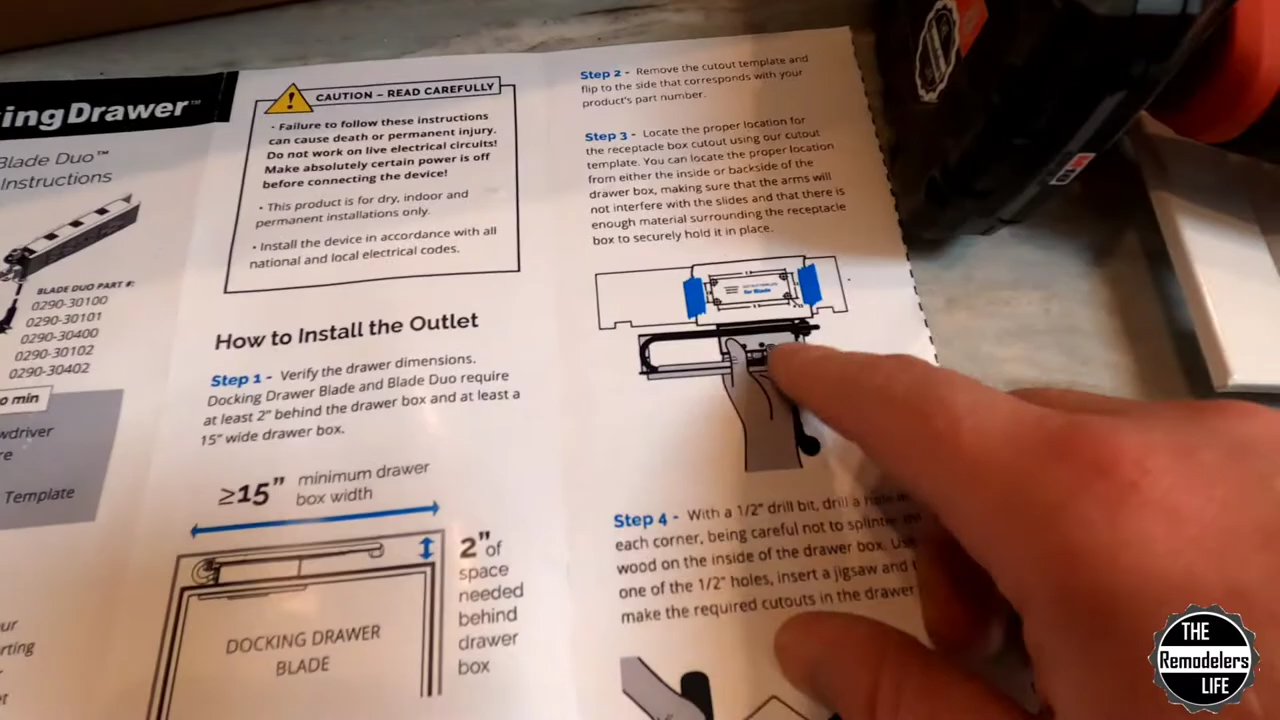 ingDrawer™
Blade Duo™
Instructions
BLADE DUO PART #:
0290-30100
0290-30101
0290-30400
0290-30102
0290-30402
o min
Template
CAUTION – READ CAREFULLY
• Failure to follow these instructions
can cause death or permanent injury.
Do not work on live electrical circuits!
Make absolutely certain power is off
before connecting the device!
• This product is for dry, indoor and
permanent installations only.
• Install the device in accordance with all
national and local electrical codes.
How to Install the Outlet
Step 1 - Verify the drawer dimensions.
Docking Drawer Blade and Blade Duo require
at least 2" behind the drawer box and at least a
15" wide drawer box.
≥15" minimum drawer
box width
2" of
space
needed
behind
drawer
box
DOCKING DRAWER
BLADE
Step 2 - Remove the cutout template and
flip to the side that corresponds with your
product's part number.
Step 3 - Locate the proper location for
the receptacle box cutout using our cutout
template. You can locate the proper location
from either the inside or backside of the
drawer box, making sure that the arms will
not interfere with the slides and that there is
enough material surrounding the receptacle
box to securely hold it in place.
for Blade
Step 4 - With a 1/2" drill bit, drill a
each corner, being careful not to splinter
wood on the inside of the drawer box.
one of the 1/2" holes, insert a jigsaw and
make the required cutouts in the drawer
THE
Remodelers
LIFE